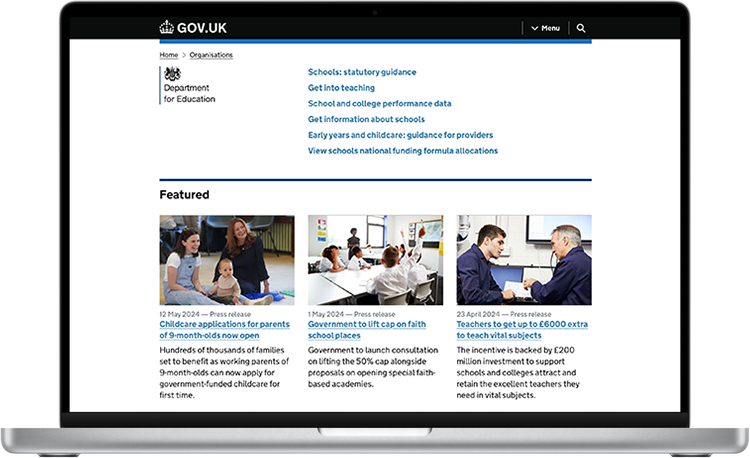 GOV.UK
Menu
Home > Organisations
Department
for Education
Schools: statutory guidance
Get into teaching
School and college performance data
Get information about schools
Early years and childcare: guidance for providers
View schools national funding formula allocations
Featured
12 May 2024 — Press release
Childcare applications for parents
of 9-month-olds now open
Hundreds of thousands of families
set to benefit as working parents of
9-month-olds can now apply for
government-funded childcare for
first time.
1 May 2024 — Press release
Government to lift cap on faith
school places
Government to launch consultation
on lifting the 50% cap alongside
proposals on opening special faith-
based academies.
23 April 2024 — Press release
Teachers to get up to £6000 extra
to teach vital subjects
The incentive is backed by £200
million investment to support
schools and colleges attract and
retain the excellent teachers they
need in vital subjects.